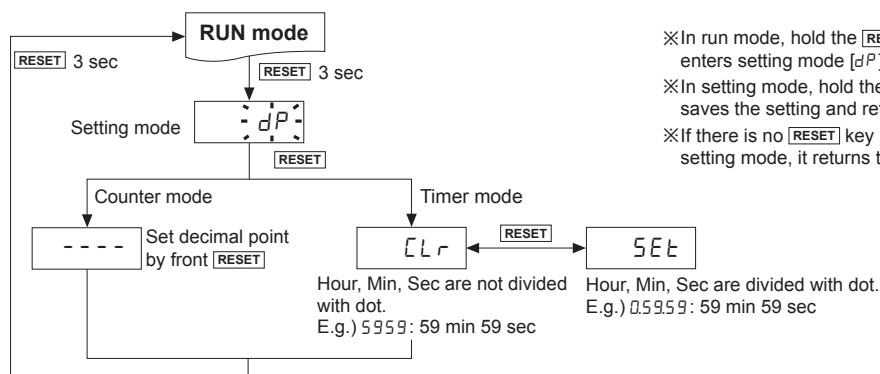 RUN mode
RESET 3 sec
RESET 3 sec
Setting mode
dP
RESET
Counter mode
Timer mode
- - - -
Set decimal point
by front RESET
CLr
RESET
SEt
Hour, Min, Sec are not divided
with dot.
E.g.) 5959: 59 min 59 sec
Hour, Min, Sec are divided with dot.
E.g.) 0.59.59: 59 min 59 sec
※In run mode, hold the
enters setting mode [dP]
※In setting mode, hold the
saves the setting and
※If there is no RESET key
setting mode, it returns